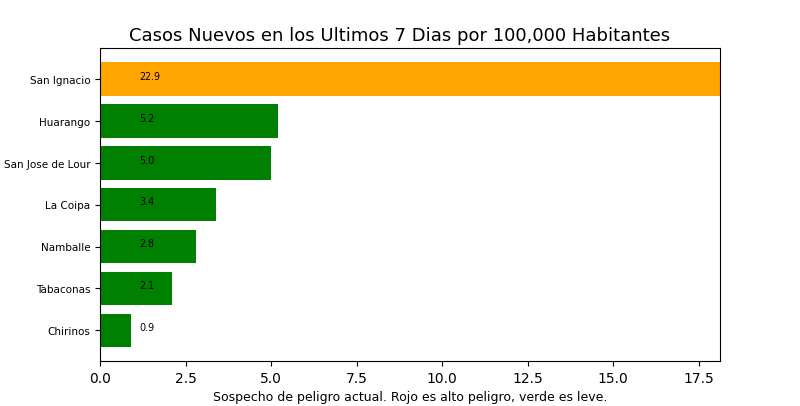 Casos Nuevos en los Ultimos 7 Dias por 100,000 Habitantes
San Ignacio 22.9
Huarango 5.2
San Jose de Lour 5.0
La Coipa 3.4
Namballe 2.8
Tabaconas 2.1
Chirinos 0.9
0.0 2.5 5.0 7.5 10.0 12.5 15.0 17.5
Sospecho de peligro actual. Rojo es alto peligro, verde es leve.